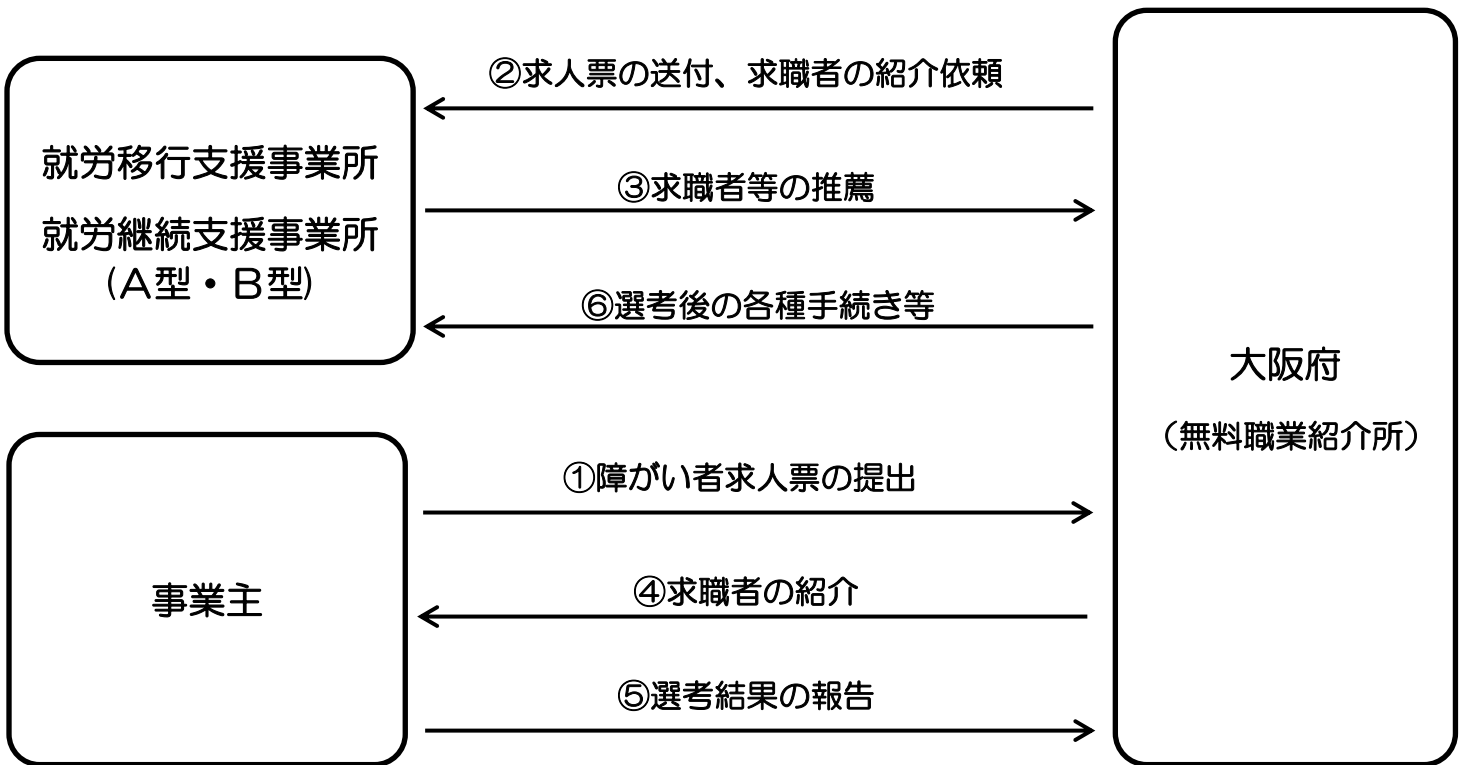 ②求人票の送付、求職者の紹介依頼
就労移行支援事業所
③求職者等の推薦
就労継続支援事業所
(A型・B型)
⑥選考後の各種手続き等
大阪府
（無料職業紹介所）
①障がい者求人票の提出
事業主
④求職者の紹介
⑤選考結果の報告